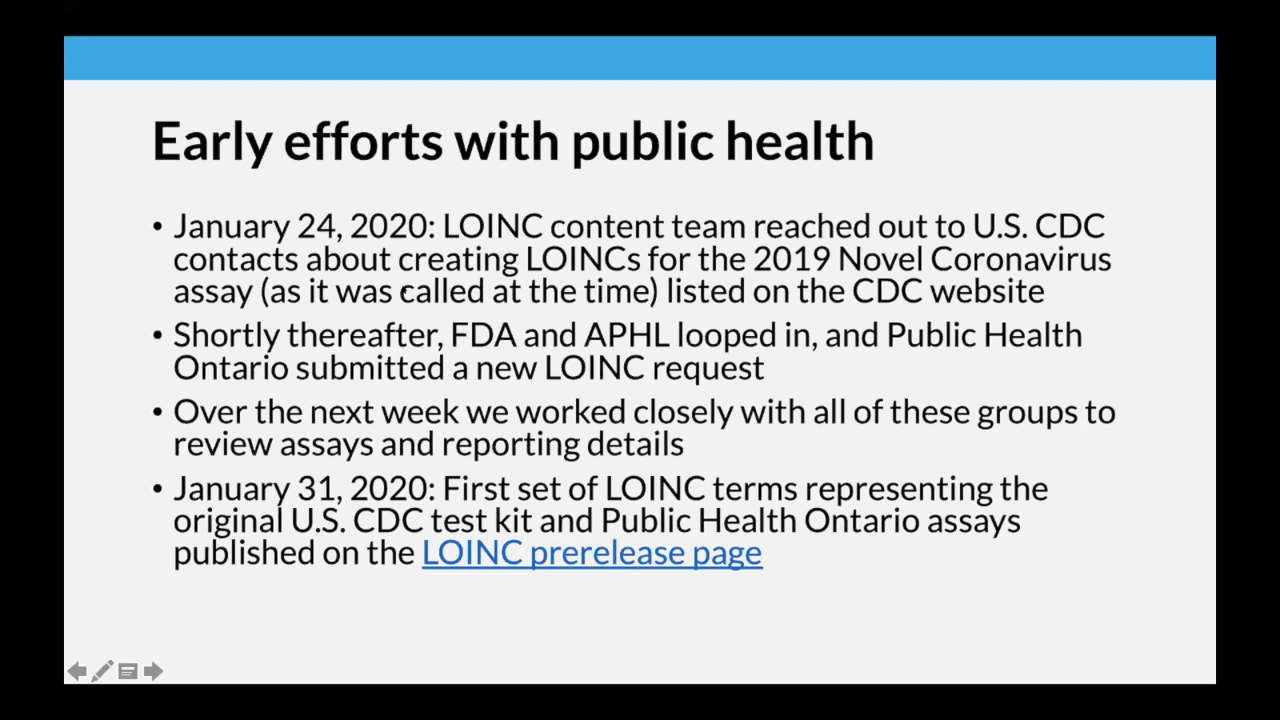 Early efforts with public health
• January 24, 2020: LOINC content team reached out to U.S. CDC
contacts about creating LOINCs for the 2019 Novel Coronavirus
assay (as it was called at the time) listed on the CDC website
• Shortly thereafter, FDA and APHL looped in, and Public Health
Ontario submitted a new LOINC request
• Over the next week we worked closely with all of these groups to
review assays and reporting details
• January 31, 2020: First set of LOINC terms representing the
original U.S. CDC test kit and Public Health Ontario assays
published on the LOINC prerelease page